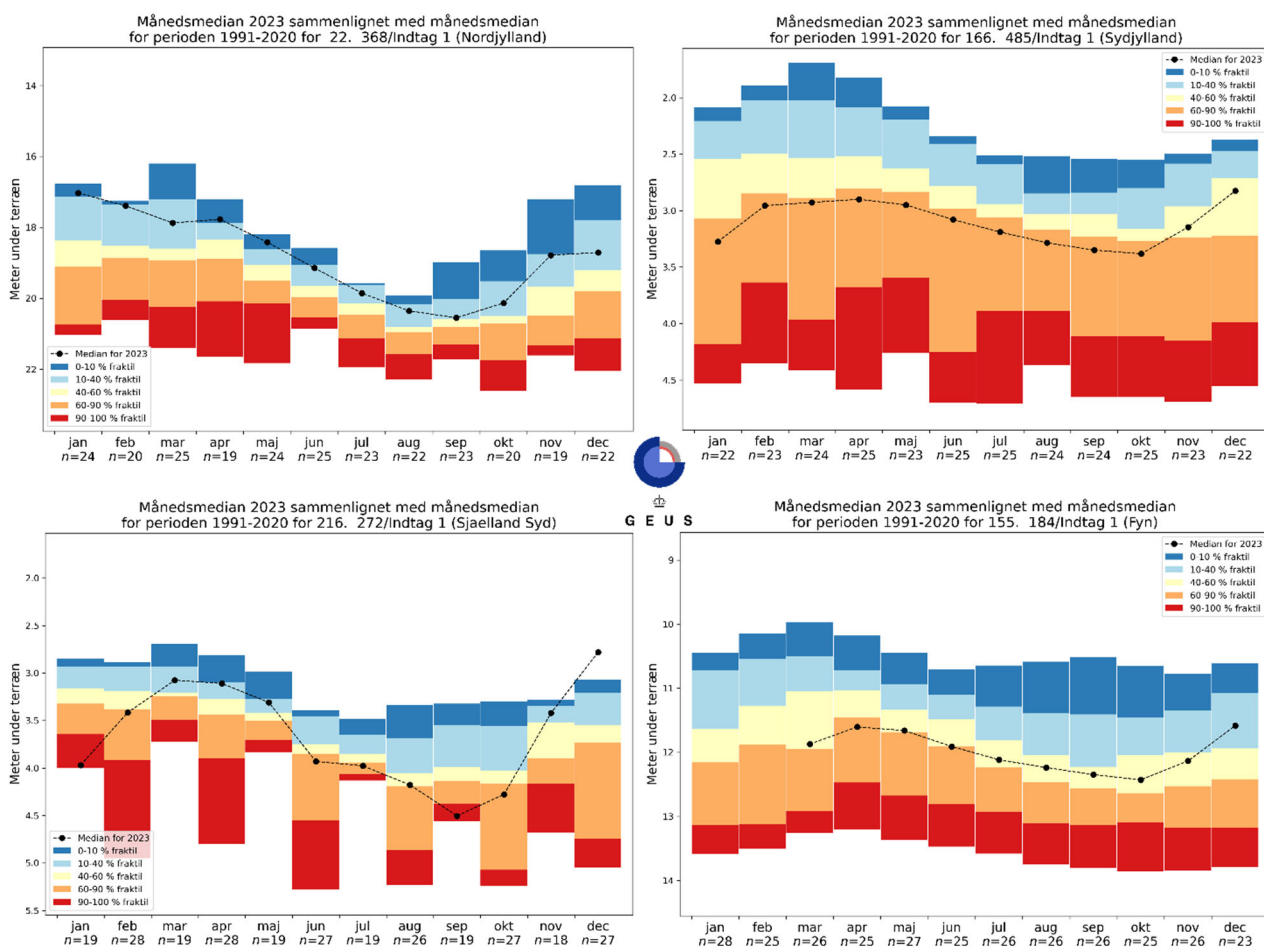 Månedsmedian 2023 sammenlignet med månedsmedian
for perioden 1991-2020 for 22. 368/Indtag 1 (Nordjylland)
Meter under terræn
14
16
18
20
22
Median for 2023
0-10 % fraktil
10-40 % fraktil
40-60 % fraktil
60-90 % fraktil
90-100 % fraktil
jan feb mar apr maj jun jul aug sep okt nov dec
n=24 n=20 n=25 n=19 n=24 n=25 n=23 n=22 n=23 n=20 n=19 n=22
Månedsmedian 2023 sammenlignet med månedsmedian
for perioden 1991-2020 for 166. 485/Indtag 1 (Sydjylland)
Meter under terræn
2.0
2.5
3.0
3.5
4.0
4.5
Median for 2023
0-10 % fraktil
10-40 % fraktil
40-60 % fraktil
60-90 % fraktil
90-100 % fraktil
jan feb mar apr maj jun jul aug sep okt nov dec
n=22 n=23 n=24 n=25 n=23 n=25 n=25 n=24 n=24 n=25 n=23 n=22
G E U S
Månedsmedian 2023 sammenlignet med månedsmedian
for perioden 1991-2020 for 216. 272/Indtag 1 (Sjaelland Syd)
Meter under terræn
2.0
2.5
3.0
3.5
4.0
4.5
5.0
5.5
Median for 2023
0-10 % fraktil
10-40 % fraktil
40-60 % fraktil
60-90 % fraktil
90-100 % fraktil
jan feb mar apr maj jun jul aug sep okt nov dec
n=19 n=28 n=19 n=28 n=19 n=27 n=19 n=26 n=19 n=27 n=18 n=27
Månedsmedian 2023 sammenlignet med månedsmedian
for perioden 1991-2020 for 155. 184/Indtag 1 (Fyn)
Meter under terræn
9
10
11
12
13
14
Median for 2023
0-10 % fraktil
10-40 % fraktil
40-60 % fraktil
60-90 % fraktil
90-100 % fraktil
jan feb mar apr maj jun jul aug sep okt nov dec
n=28 n=25 n=26 n=25 n=27 n=25 n=26 n=25 n=26 n=25 n=26 n=23